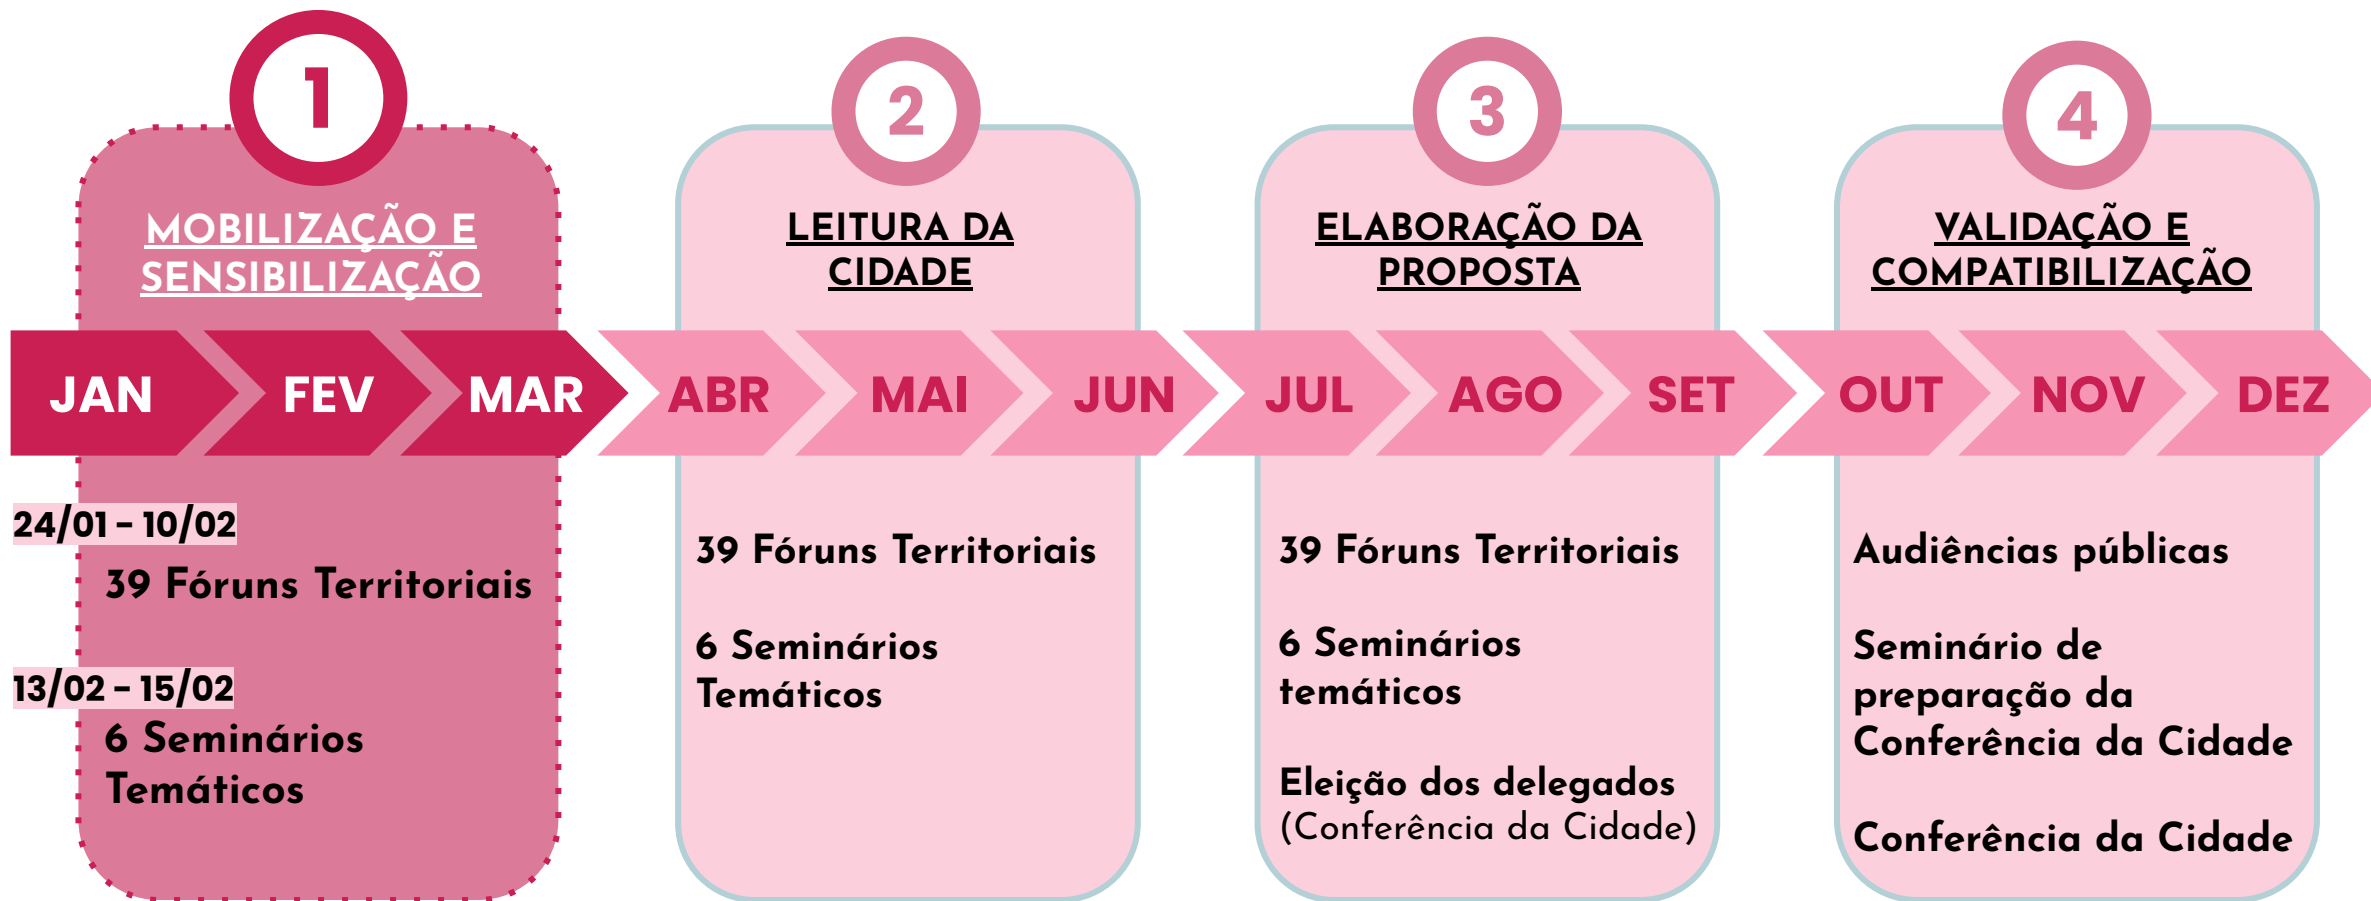 1
MOBILIZAÇÃO E
SENSIBILIZAÇÃO
2
LEITURA DA
CIDADE
3
ELABORAÇÃO DA
PROPOSTA
4
VALIDAÇÃO E
COMPATIBILIZAÇÃO
JAN FEV MAR ABR MAI JUN JUL AGO SET OUT NOV DEZ
24/01 – 10/02
39 Fóruns Territoriais
13/02 – 15/02
6 Seminários
Temáticos
39 Fóruns Territoriais
6 Seminários
Temáticos
39 Fóruns Territoriais
6 Seminários
temáticos
Eleição dos delegados
(Conferência da Cidade)
Audiências públicas
Seminário de
preparação da
Conferência da Cidade
Conferência da Cidade